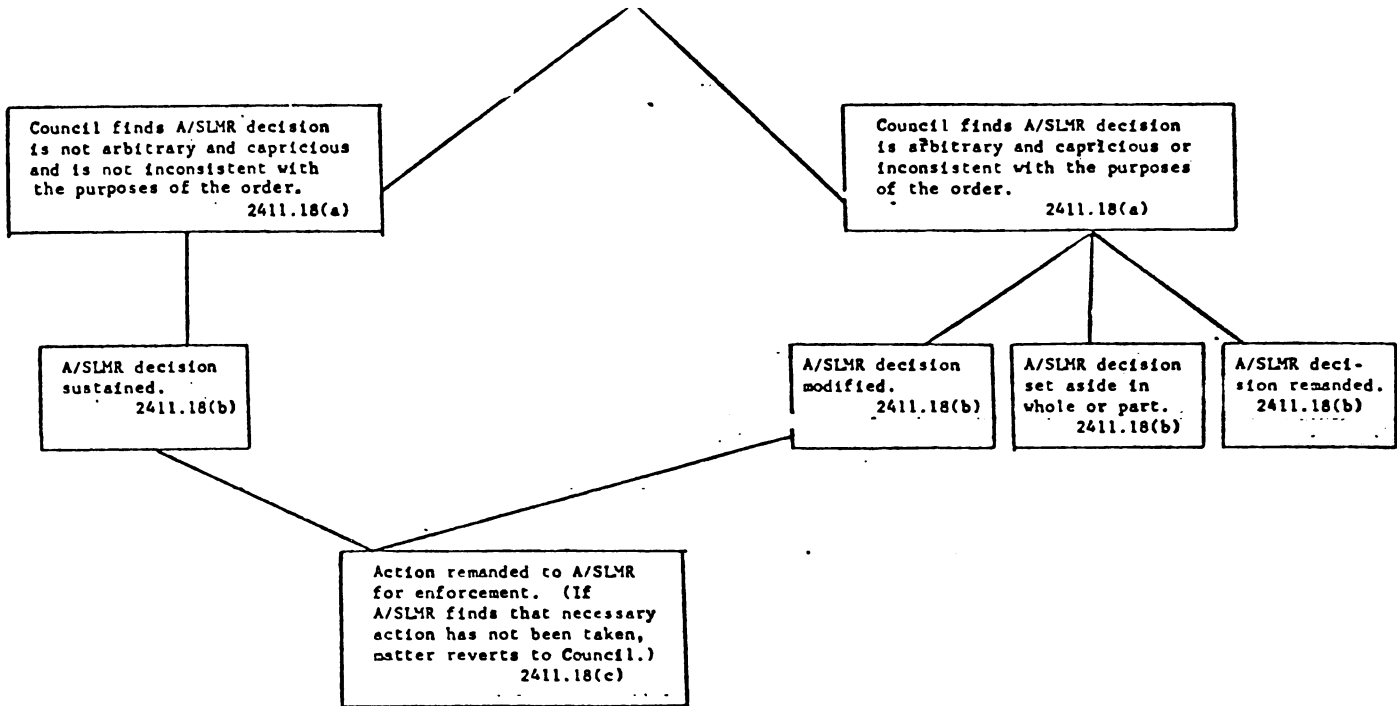 Council finds A/SLMR decision
is not arbitrary and capricious
and is not inconsistent with
the purposes of the order.
2411.18(a)
Council finds A/SLMR decision
is arbitrary and capricious or
inconsistent with the purposes
of the order.
2411.18(a)
A/SLMR decision
sustained.
2411.18(b)
A/SLMR decision
modified.
2411.18(b)
A/SLMR decision
set aside in
whole or part.
2411.18(b)
A/SLMR deci-
sion remanded.
2411.18(b)
Action remanded to A/SLMR
for enforcement. (If
A/SLMR finds that necessary
action has not been taken,
matter reverts to Council.)
2411.18(c)